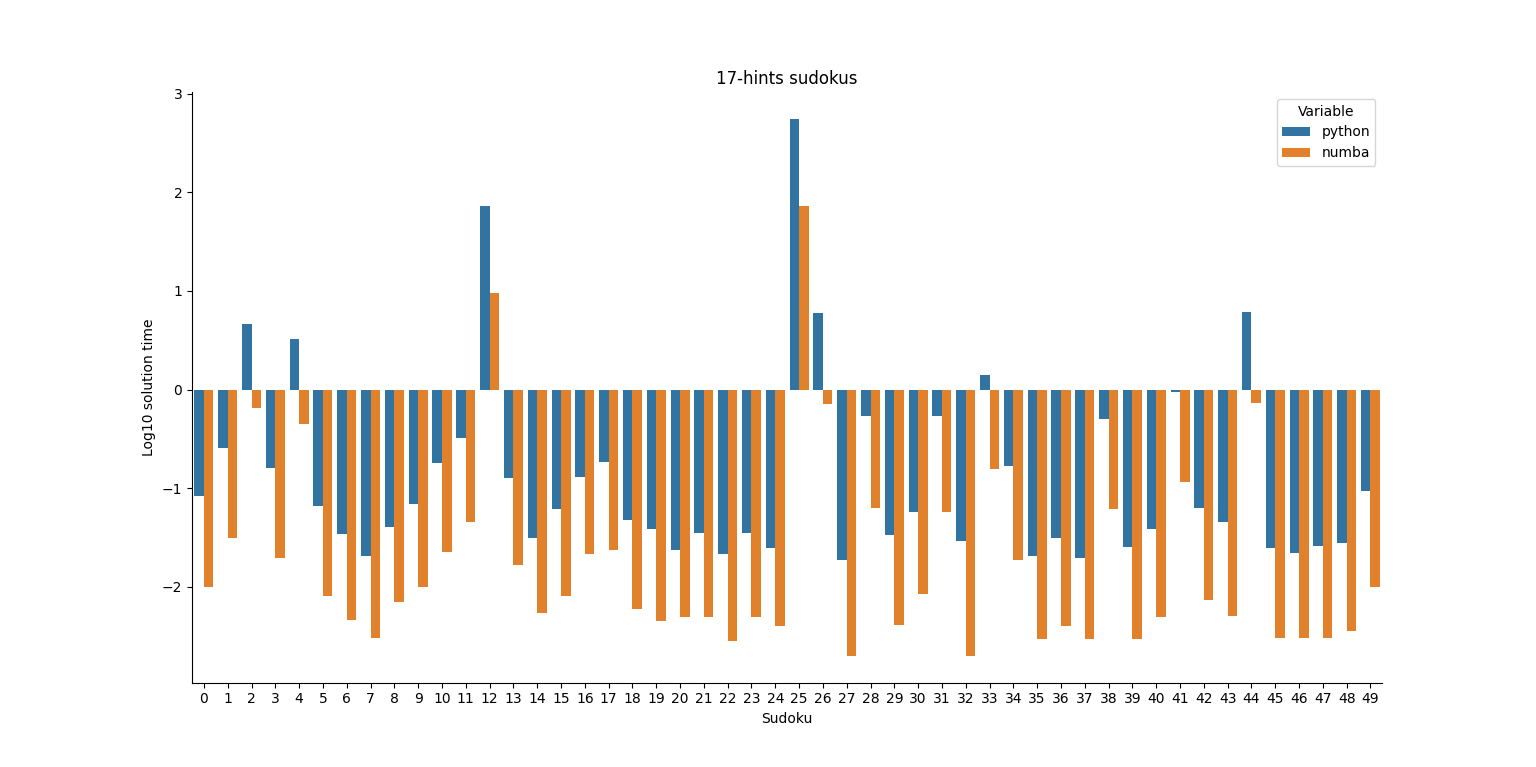 17-hints sudokus
Variable
python
numba
3
2
1
0
−1
−2
Log10 solution time
0 1 2 3 4 5 6 7 8 9 10 11 12 13 14 15 16 17 18 19 20 21 22 23 24 25 26 27 28 29 30 31 32 33 34 35 36 37 38 39 40 41 42 43 44 45 46 47 48 49
Sudoku